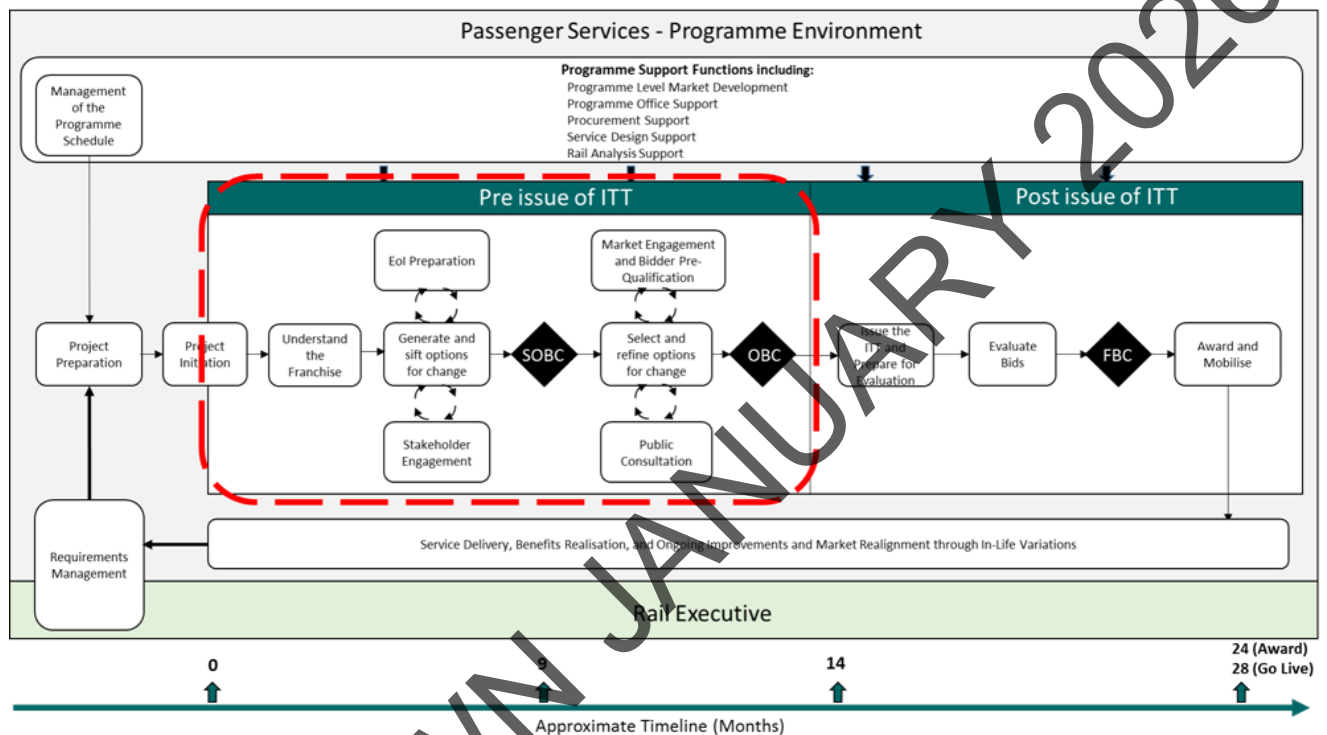 Passenger Services - Programme Environment
Management
of the
Programme
Schedule
Programme Support Functions including:
Programme Level Market Development
Programme Office Support
Procurement Support
Service Design Support
Rail Analysis Support
Pre issue of ITT
Post issue of ITT
EoI Preparation
Market Engagement
and Bidder Pre-
Qualification
Project
Preparation
Project
Initiation
Understand
the
Franchise
Generate and
sift options
for change
SOBC
Select and
refine options
for change
OBC
Issue the
ITT and
Prepare for
Evaluation
Evaluate
Bids
FBC
Award and
Mobilise
Stakeholder
Engagement
Public
Consultation
Requirements
Management
Service Delivery, Benefits Realisation, and Ongoing Improvements and Market Realignment through In-Life Variations
Rail Executive
0
9
14
24 (Award)
28 (Go Live)
Approximate Timeline (Months)
JANUARY